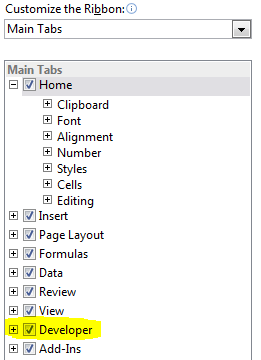 Customize the Ribbon:
Main Tabs
Main Tabs
Home
Clipboard
Font
Alignment
Number
Styles
Cells
Editing
Insert
Page Layout
Formulas
Data
Review
View
Developer
Add-Ins